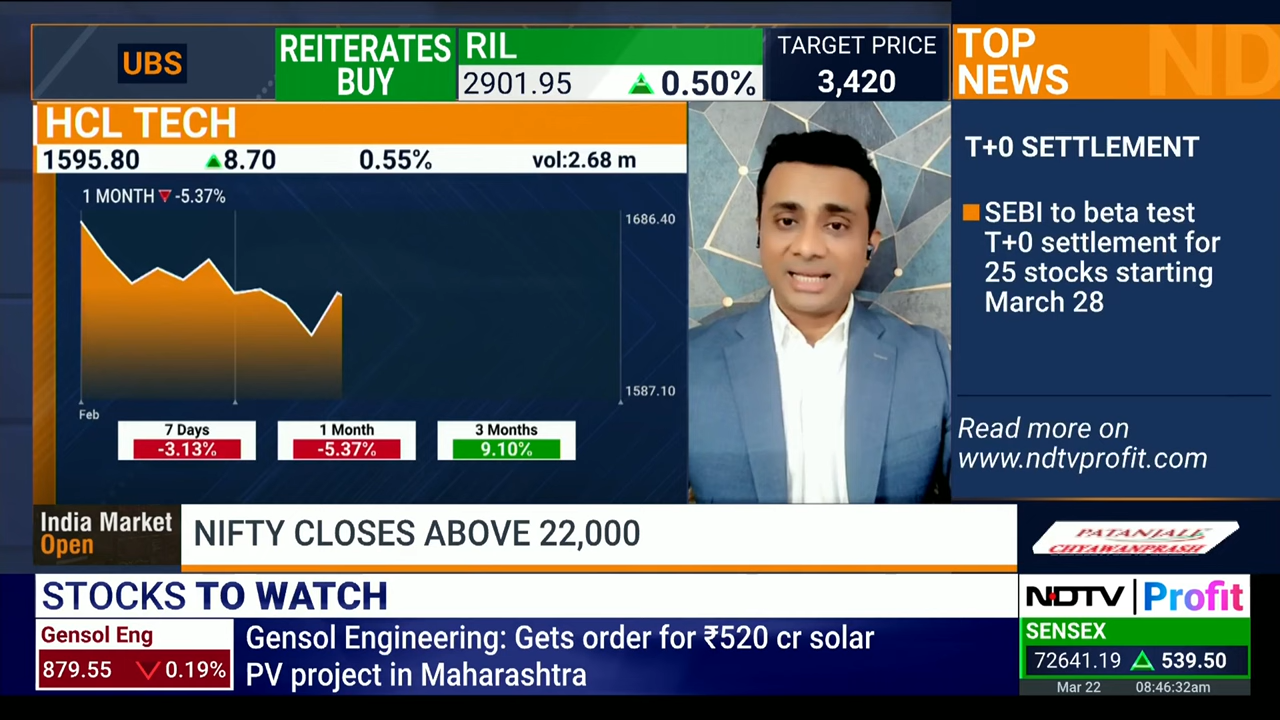 UBS
REITERATES
BUY
RIL
2901.95 0.50%
TARGET PRICE
3,420
TOP
NEWS
ND
HCL TECH
1595.80 8.70 0.55% vol:2.68 m
1 MONTH -5.37%
1686.40
1587.10
Feb
7 Days
-3.13%
1 Month
-5.37%
3 Months
9.10%
T+0 SETTLEMENT
SEBI to beta test
T+0 settlement for
25 stocks starting
March 28
Read more on
www.ndtvprofit.com
India Market
Open
NIFTY CLOSES ABOVE 22,000
PATANJALI
CHYAWANPRASH
STOCKS TO WATCH
Gensol Eng
879.55 0.19%
Gensol Engineering: Gets order for ₹520 cr solar
PV project in Maharashtra
NDTV Profit
SENSEX
72641.19 539.50
Mar 22 08:46:32am